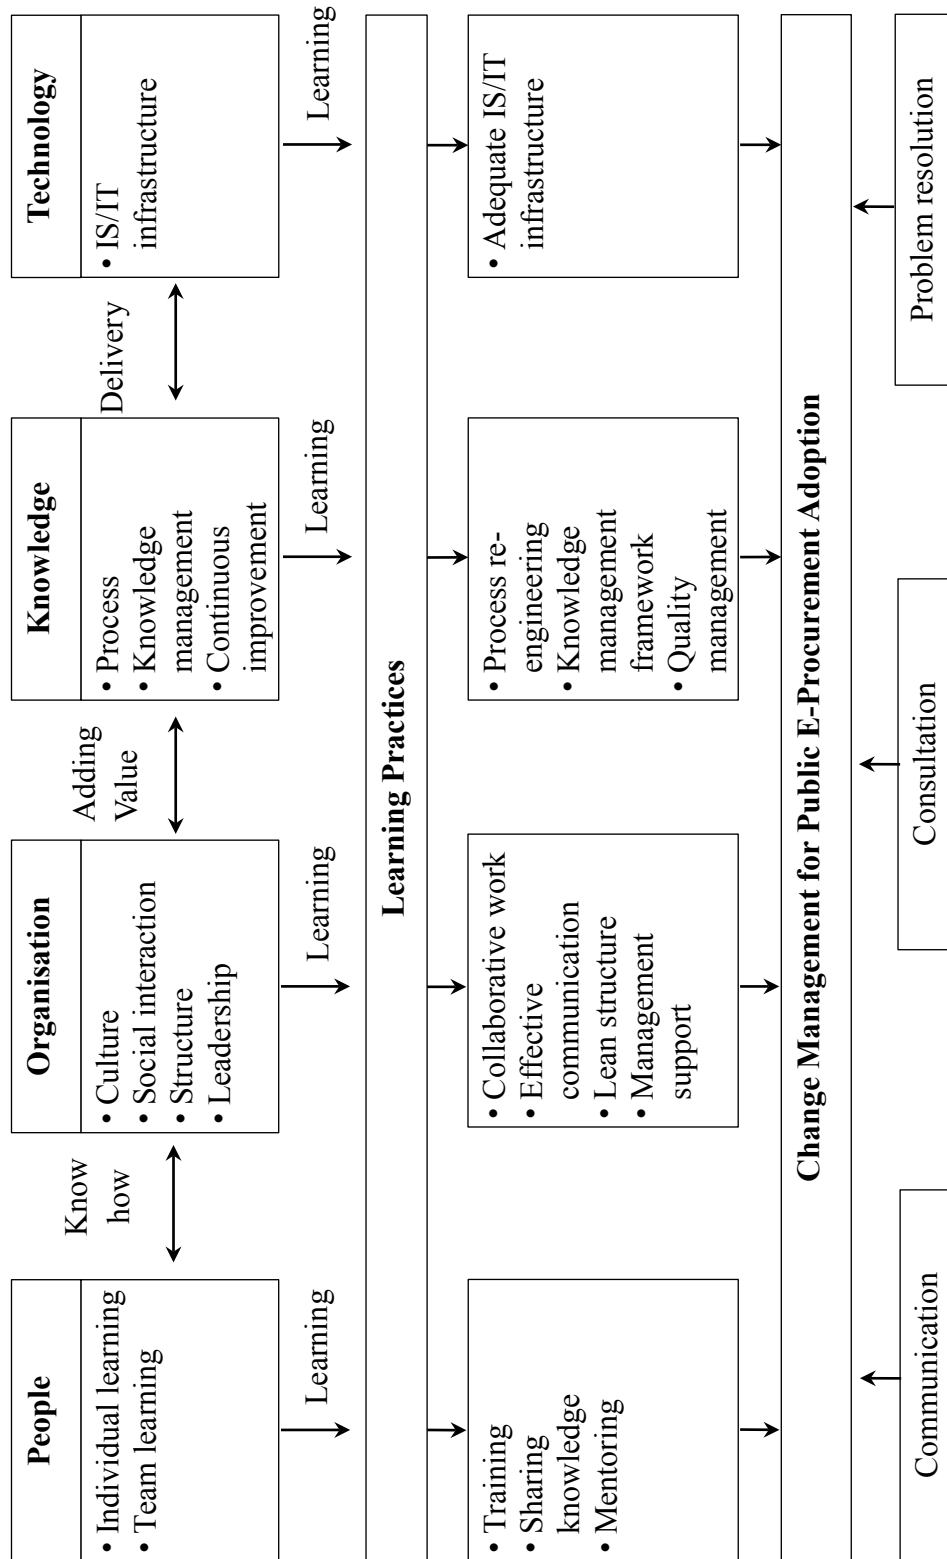 People
• Individual learning
• Team learning
Know
how
Organisation
• Culture
• Social interaction
• Structure
• Leadership
Adding
Value
Knowledge
• Process
• Knowledge
management
• Continuous
improvement
Delivery
Technology
• IS/IT
infrastructure
Learning
Learning
Learning
Learning
Learning Practices
• Training
• Sharing
knowledge
• Mentoring
• Collaborative work
• Effective
communication
• Lean structure
• Management
support
• Process re-
engineering
• Knowledge
management
framework
• Quality
management
• Adequate IS/IT
infrastructure
Change Management for Public E-Procurement Adoption
Communication
Consultation
Problem resolution